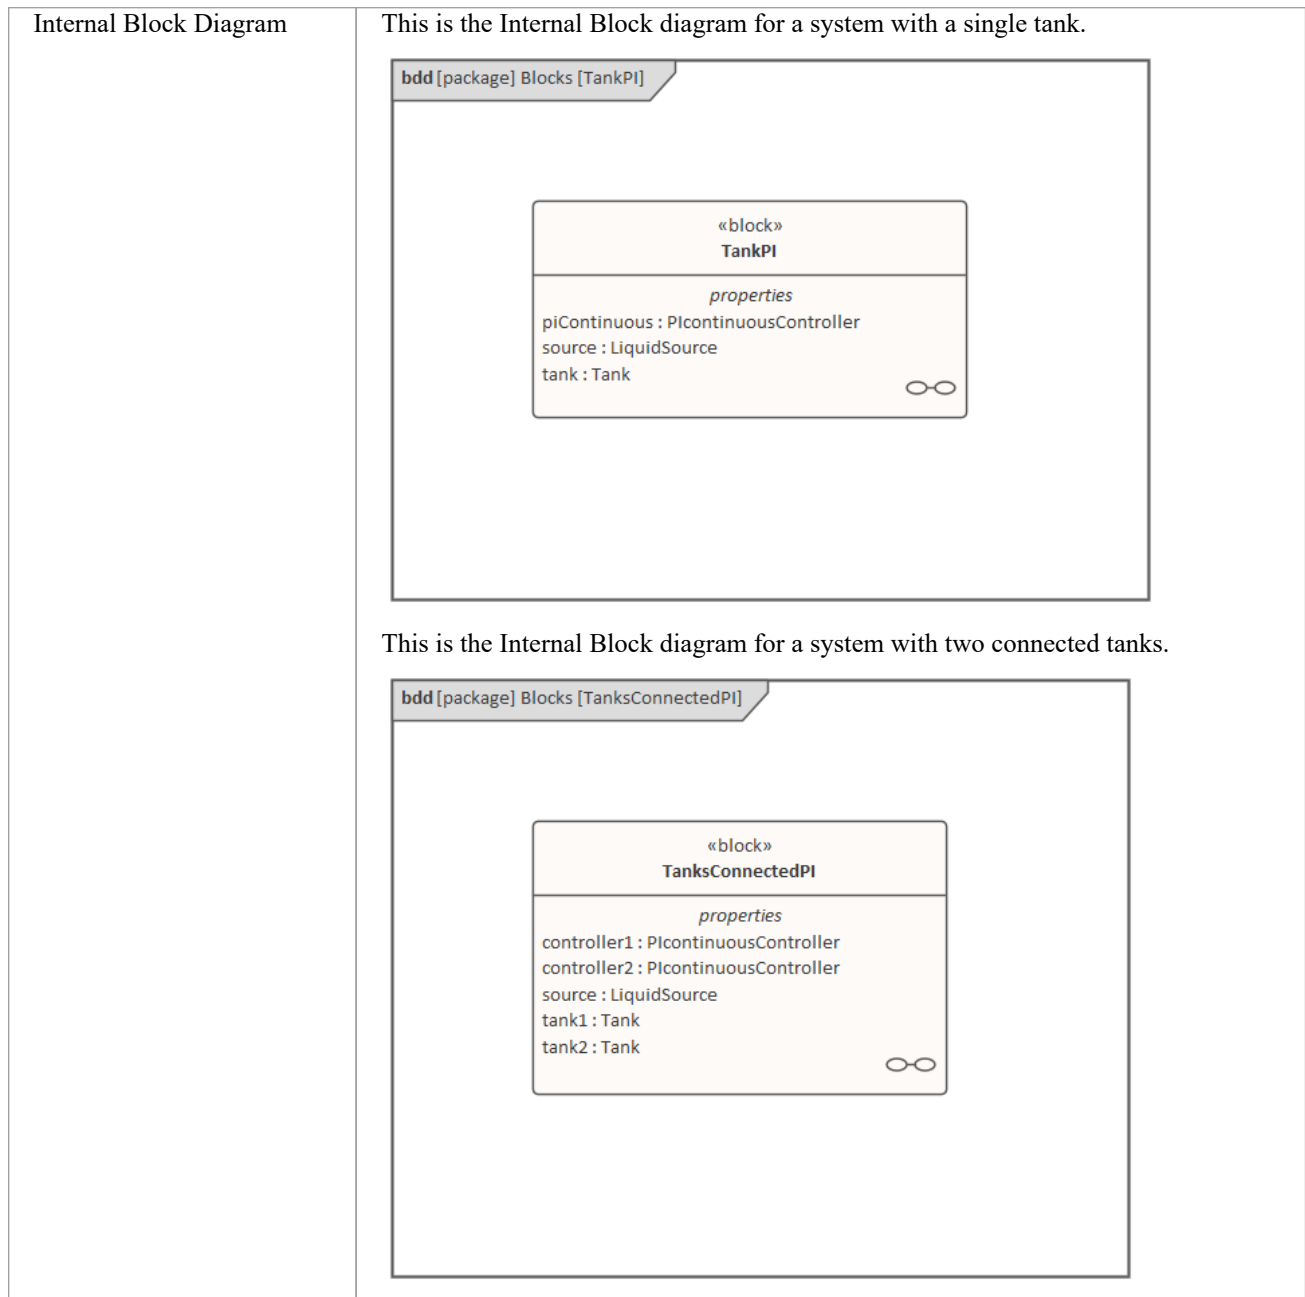 Internal Block Diagram
This is the Internal Block diagram for a system with a single tank.
bdd [package] Blocks [TankPI]
«block»
TankPI
properties
piContinuous : PIcontinuousController
source : LiquidSource
tank : Tank
This is the Internal Block diagram for a system with two connected tanks.
bdd [package] Blocks [TanksConnectedPI]
«block»
TanksConnectedPI
properties
controller1 : PIcontinuousController
controller2 : PIcontinuousController
source : LiquidSource
tank1 : Tank
tank2 : Tank